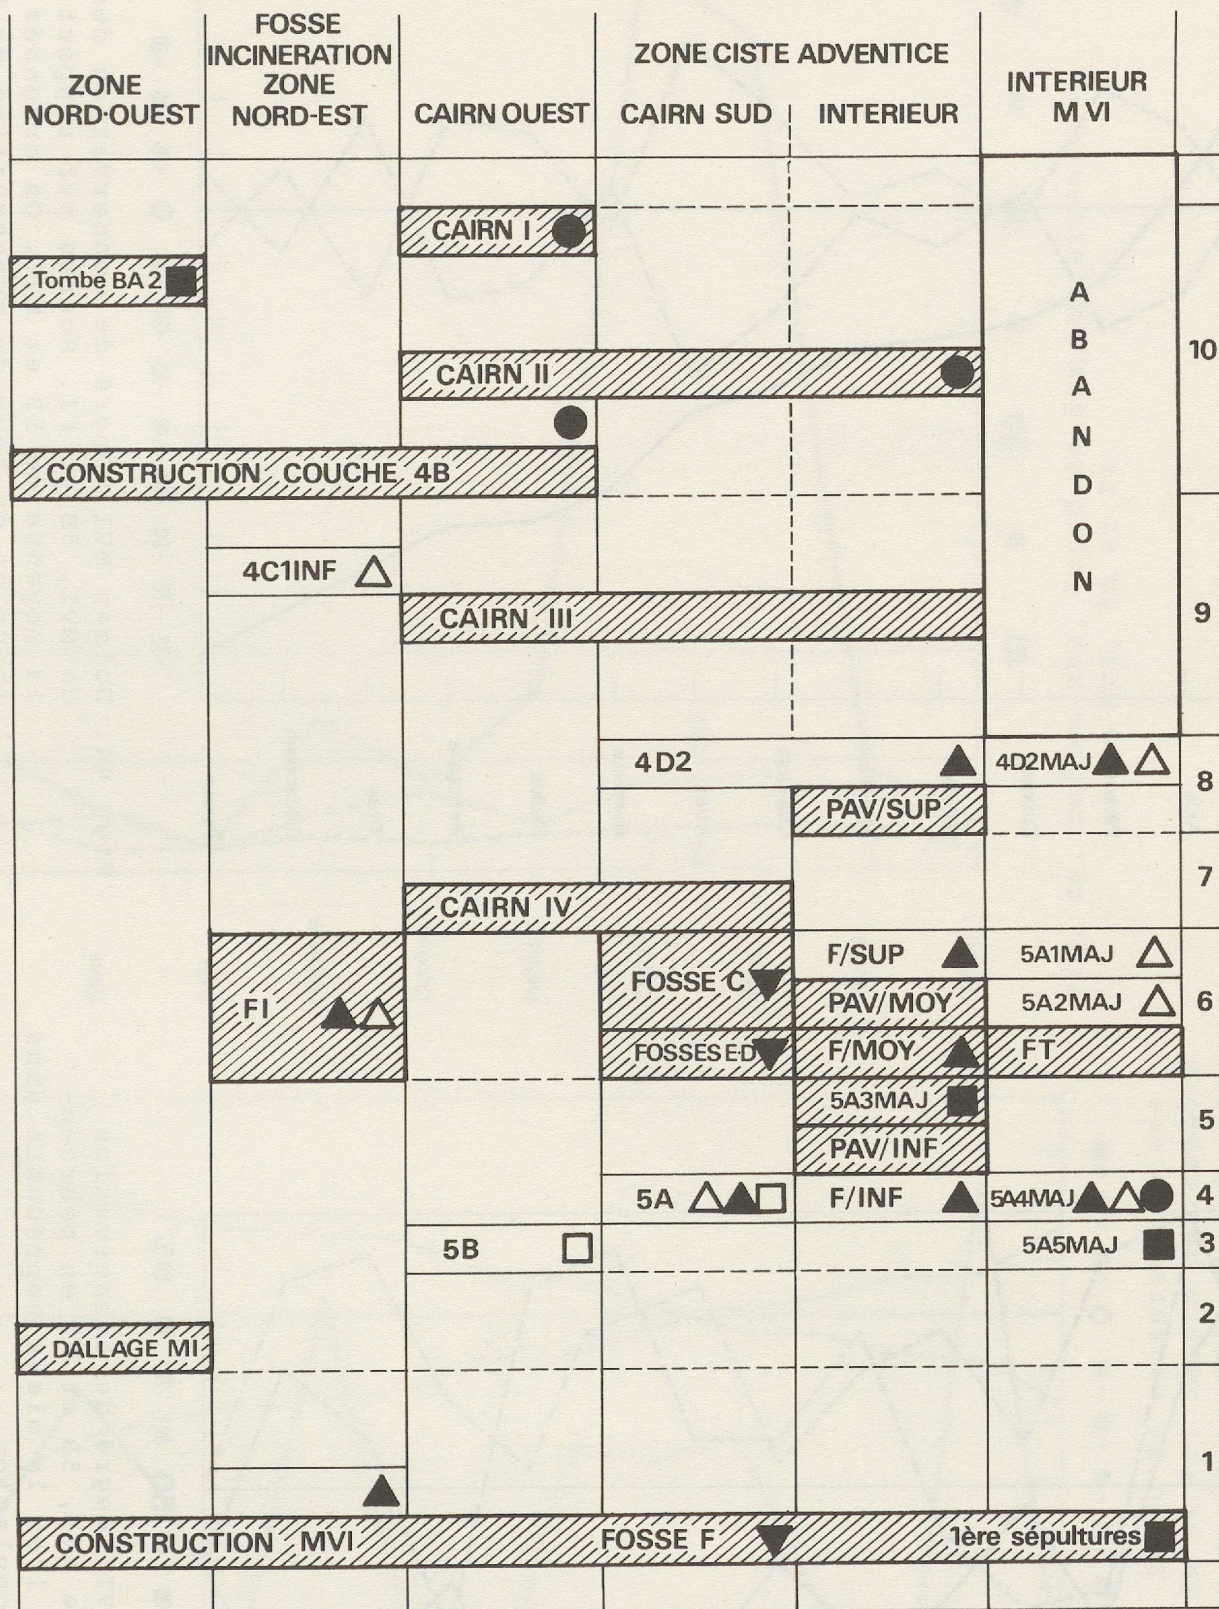 ZONE
NORD-OUEST
FOSSE
INCINERATION
ZONE
NORD-EST
CAIRN OUEST
ZONE CISTE ADVENTICE
CAIRN SUD
INTERIEUR
INTERIEUR
M VI
CAIRN I
Tombe BA 2
CAIRN II
CONSTRUCTION COUCHE 4B
ABANDON
10
4C1INF
CAIRN III
9
4D2
4D2MAJ
8
PAV/SUP
7
CAIRN IV
FI
FOSSE C
F/SUP
5A1MAJ
PAV/MOY
5A2MAJ
6
FOSSES E-D
F/MOY
FT
5A3MAJ
5
PAV/INF
5A
F/INF
5A4MAJ
4
5B
5A5MAJ
3
2
DALLAGE MI
1
CONSTRUCTION MVI
FOSSE F
1ère sépultures